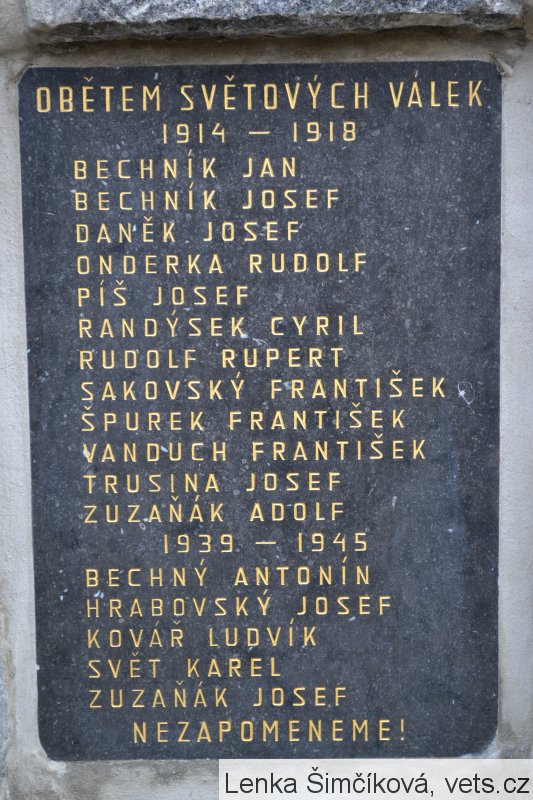 OBĚTEM SVĚTOVÝCH VÁLEK
1914 – 1918
BECHNÍK JAN
BECHNÍK JOSEF
DANĚK JOSEF
ONDERKA RUDOLF
PÍŠ JOSEF
RANDÝSEK CYRIL
RUDOLF RUPERT
SAKOVSKÝ FRANTIŠEK
ŠPUREK FRANTIŠEK
VANDUCH FRANTIŠEK
TRUSINA JOSEF
ZUZAŇÁK ADOLF
1939 – 1945
BECHNÝ ANTONÍN
HRABOVSKÝ JOSEF
KOVÁŘ LUDVÍK
SVĚT KAREL
ZUZAŇÁK JOSEF
NEZAPOMENEME!
Lenka Šimčíková, vets.cz